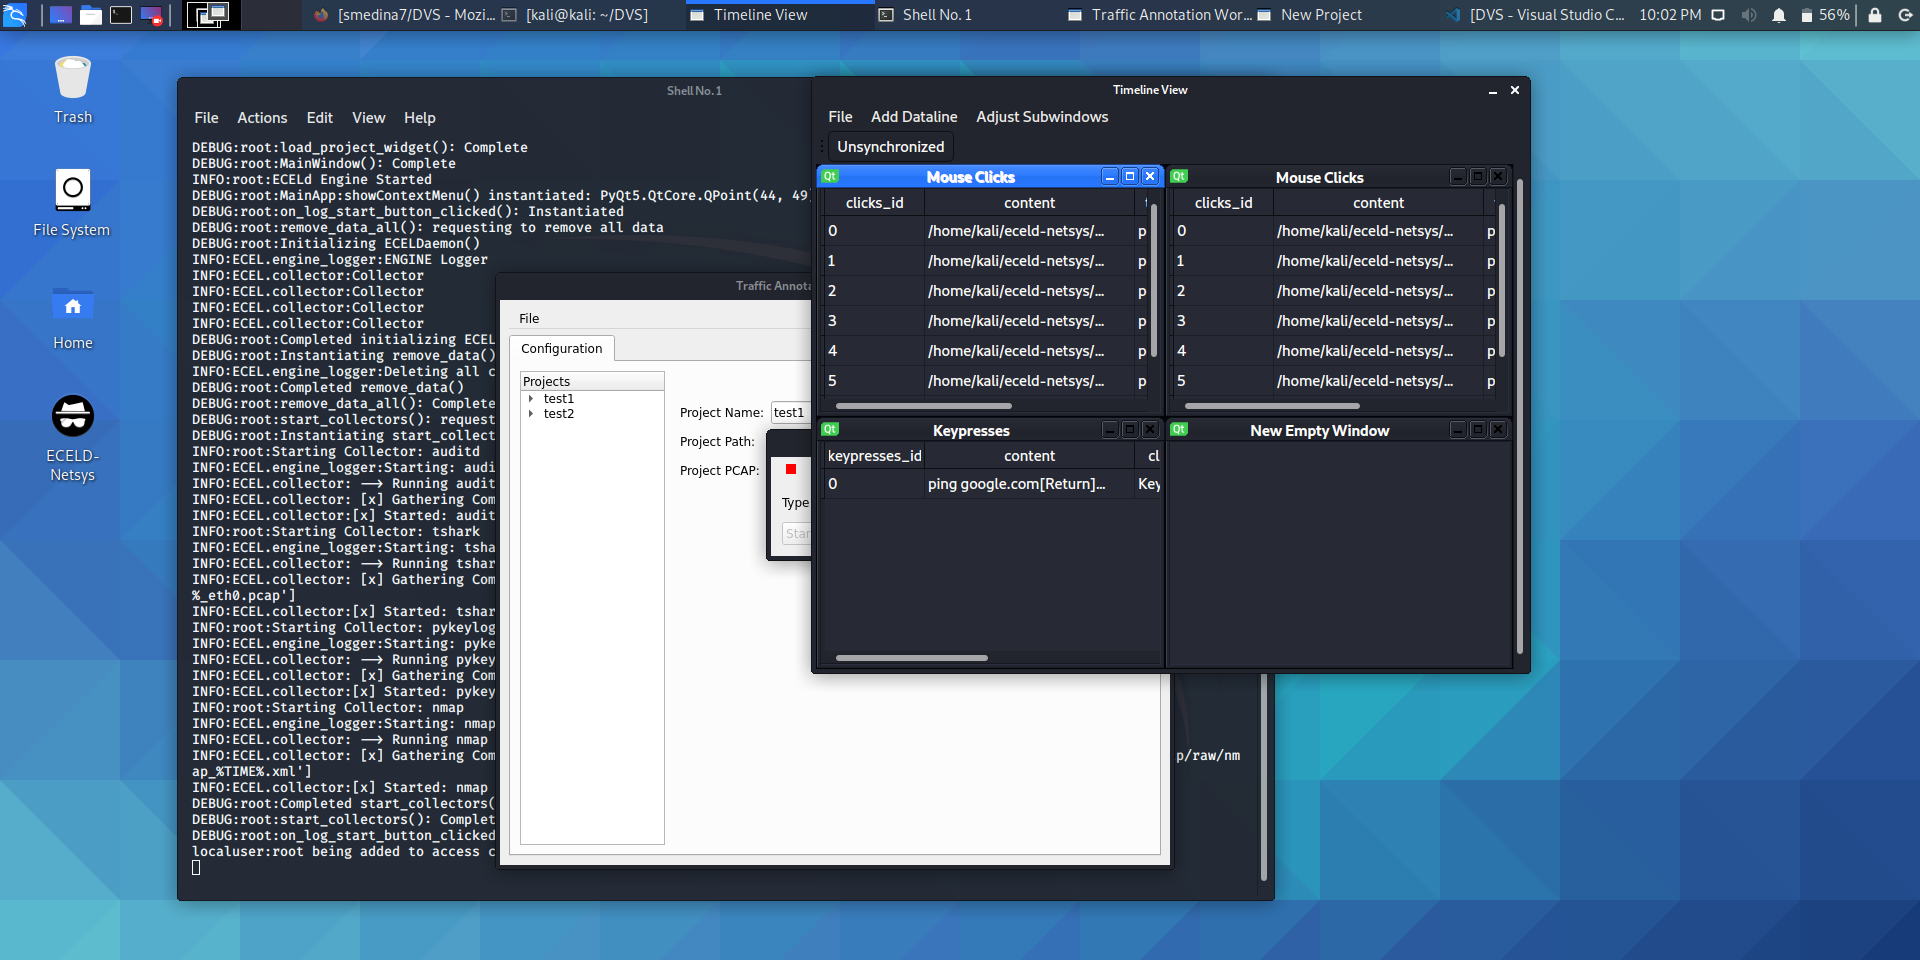 [smedina7/DVS - Mozi...
[kali@kali: ~/DVS]
Timeline View
Shell No. 1
Traffic Annotation Wor...
New Project
[DVS - Visual Studio C...
10:02 PM
56%
Trash
File System
Home
ECELD-
Netsys
Shell No. 1
File Actions Edit View Help
DEBUG:root:load_project_widget(): Complete
DEBUG:root:MainWindow(): Complete
INFO:root:ECELd Engine Started
DEBUG:root:MainApp:showContextMenu() instantiated: PyQt5.QtCore.QPoint(44, 49)
DEBUG:root:on_log_start_button_clicked(): Instantiated
DEBUG:root:remove_data_all(): requesting to remove all data
DEBUG:root:Initializing ECELDaemon()
INFO:ECEL.engine_logger:ENGINE Logger
INFO:ECEL.collector:Collector
INFO:ECEL.collector:Collector
INFO:ECEL.collector:Collector
INFO:ECEL.collector:Collector
DEBUG:root:Completed initializing ECEL
DEBUG:root:Instantiating remove_data()
INFO:ECEL.engine_logger:Deleting all c
DEBUG:root:Completed remove_data()
DEBUG:root:remove_data_all(): Complete
DEBUG:root:start_collectors(): request
DEBUG:root:Instantiating start_collect
INFO:root:Starting Collector: auditd
INFO:ECEL.engine_logger:Starting: audi
INFO:ECEL.collector: --> Running audit
INFO:ECEL.collector: [x] Gathering Com
INFO:ECEL.collector:[x] Started: audit
INFO:root:Starting Collector: tshark
INFO:ECEL.engine_logger:Starting: tsha
INFO:ECEL.collector: --> Running tshar
INFO:ECEL.collector: [x] Gathering Com
%_eth0.pcap']
INFO:ECEL.collector:[x] Started: tshar
INFO:root:Starting Collector: pykeylog
INFO:ECEL.engine_logger:Starting: pyke
INFO:ECEL.collector: --> Running pykey
INFO:ECEL.collector: [x] Gathering Com
INFO:ECEL.collector:[x] Started: pykey
INFO:root:Starting Collector: nmap
INFO:ECEL.engine_logger:Starting: nmap
INFO:ECEL.collector: --> Running nmap
INFO:ECEL.collector: [x] Gathering Com
p/raw/nm
ap_%TIME%.xml']
INFO:ECEL.collector:[x] Started: nmap
DEBUG:root:Completed start_collectors(
DEBUG:root:start_collectors(): Complet
DEBUG:root:on_log_start_button_clicked
localuser:root being added to access c
Traffic Annota
File
Configuration
Projects
test1
test2
Project Name: test1
Project Path:
Project PCAP:
Type
Star
Timeline View
File Add Dataline Adjust Subwindows
Unsynchronized
Qt Mouse Clicks
clicks_id content
0 /home/kali/eceld-netsys/... p
1 /home/kali/eceld-netsys/... p
2 /home/kali/eceld-netsys/... p
3 /home/kali/eceld-netsys/... p
4 /home/kali/eceld-netsys/... p
5 /home/kali/eceld-netsys/... p
Qt Mouse Clicks
clicks_id content
0 /home/kali/eceld-netsys/... p
1 /home/kali/eceld-netsys/... p
2 /home/kali/eceld-netsys/... p
3 /home/kali/eceld-netsys/... p
4 /home/kali/eceld-netsys/... p
5 /home/kali/eceld-netsys/... p
Qt Keypresses
keypresses_id content cl
0 ping google.com[Return]... Key
Qt New Empty Window